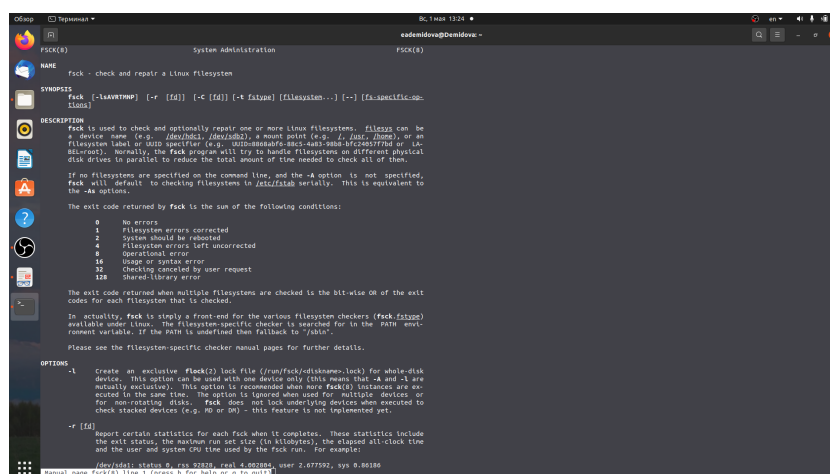 Обзор Терминал Вс, 1 мая 13:24 en
eademidova@Demidova: ~
FSCK(8) System Administration FSCK(8)
NAME
fsck - check and repair a Linux filesystem
SYNOPSIS
fsck [-lsAVRTMNP] [-r [fd]] [-C [fd]] [-t fstype] [filesystem...] [--] [fs-specific-op-
tions]
DESCRIPTION
fsck is used to check and optionally repair one or more Linux filesystems. filesys can be
a device name (e.g. /dev/hdc1, /dev/sdb2), a mount point (e.g. /, /usr, /home), or an
filesystem label or UUID specifier (e.g. UUID=8868abf6-88c5-4a83-98b8-bfc24057f7bd or LA-
BEL=root). Normally, the fsck program will try to handle filesystems on different physical
disk drives in parallel to reduce the total amount of time needed to check all of them.
If no filesystems are specified on the command line, and the -A option is not specified,
fsck will default to checking filesystems in /etc/fstab serially. This is equivalent to
the -As options.
The exit code returned by fsck is the sum of the following conditions:
0 No errors
1 Filesystem errors corrected
2 System should be rebooted
4 Filesystem errors left uncorrected
8 Operational error
16 Usage or syntax error
32 Checking canceled by user request
128 Shared-library error
The exit code returned when multiple filesystems are checked is the bit-wise OR of the exit
codes for each filesystem that is checked.
In actuality, fsck is simply a front-end for the various filesystem checkers (fsck.fstype)
available under Linux. The filesystem-specific checker is searched for in the PATH envi-
ronment variable. If the PATH is undefined then fallback to "/sbin".
Please see the filesystem-specific checker manual pages for further details.
OPTIONS
-l Create an exclusive flock(2) lock file (/run/fsck/<diskname>.lock) for whole-disk
device. This option can be used with one device only (this means that -A and -l are
mutually exclusive). This option is recommended when more fsck(8) instances are ex-
ecuted in the same time. The option is ignored when used for multiple devices or
for non-rotating disks. fsck does not lock underlying devices when executed to
check stacked devices (e.g. MD or DM) - this feature is not implemented yet.
-r [fd]
Report certain statistics for each fsck when it completes. These statistics include
the exit status, the maximum run set size (in kilobytes), the elapsed all-clock time
and the user and system CPU time used by the fsck run. For example:
/dev/sda1: status 0, rss 92828, real 4.002804, user 2.677592, sys 0.86186
Manual page fsck(8) line 1 (press h for help or q to quit)